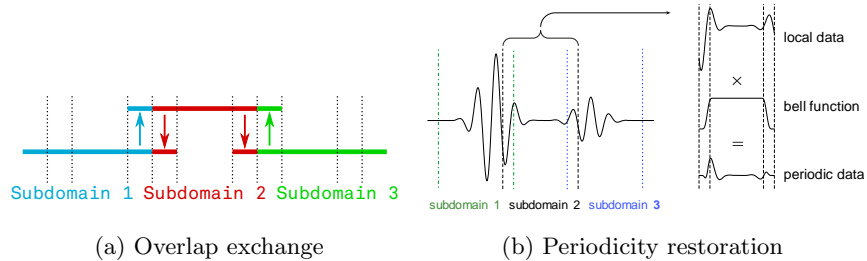 local data
×
bell function
=
periodic data
Subdomain 1 Subdomain 2 Subdomain 3
subdomain 1 subdomain 2 subdomain 3
(a) Overlap exchange
(b) Periodicity restoration